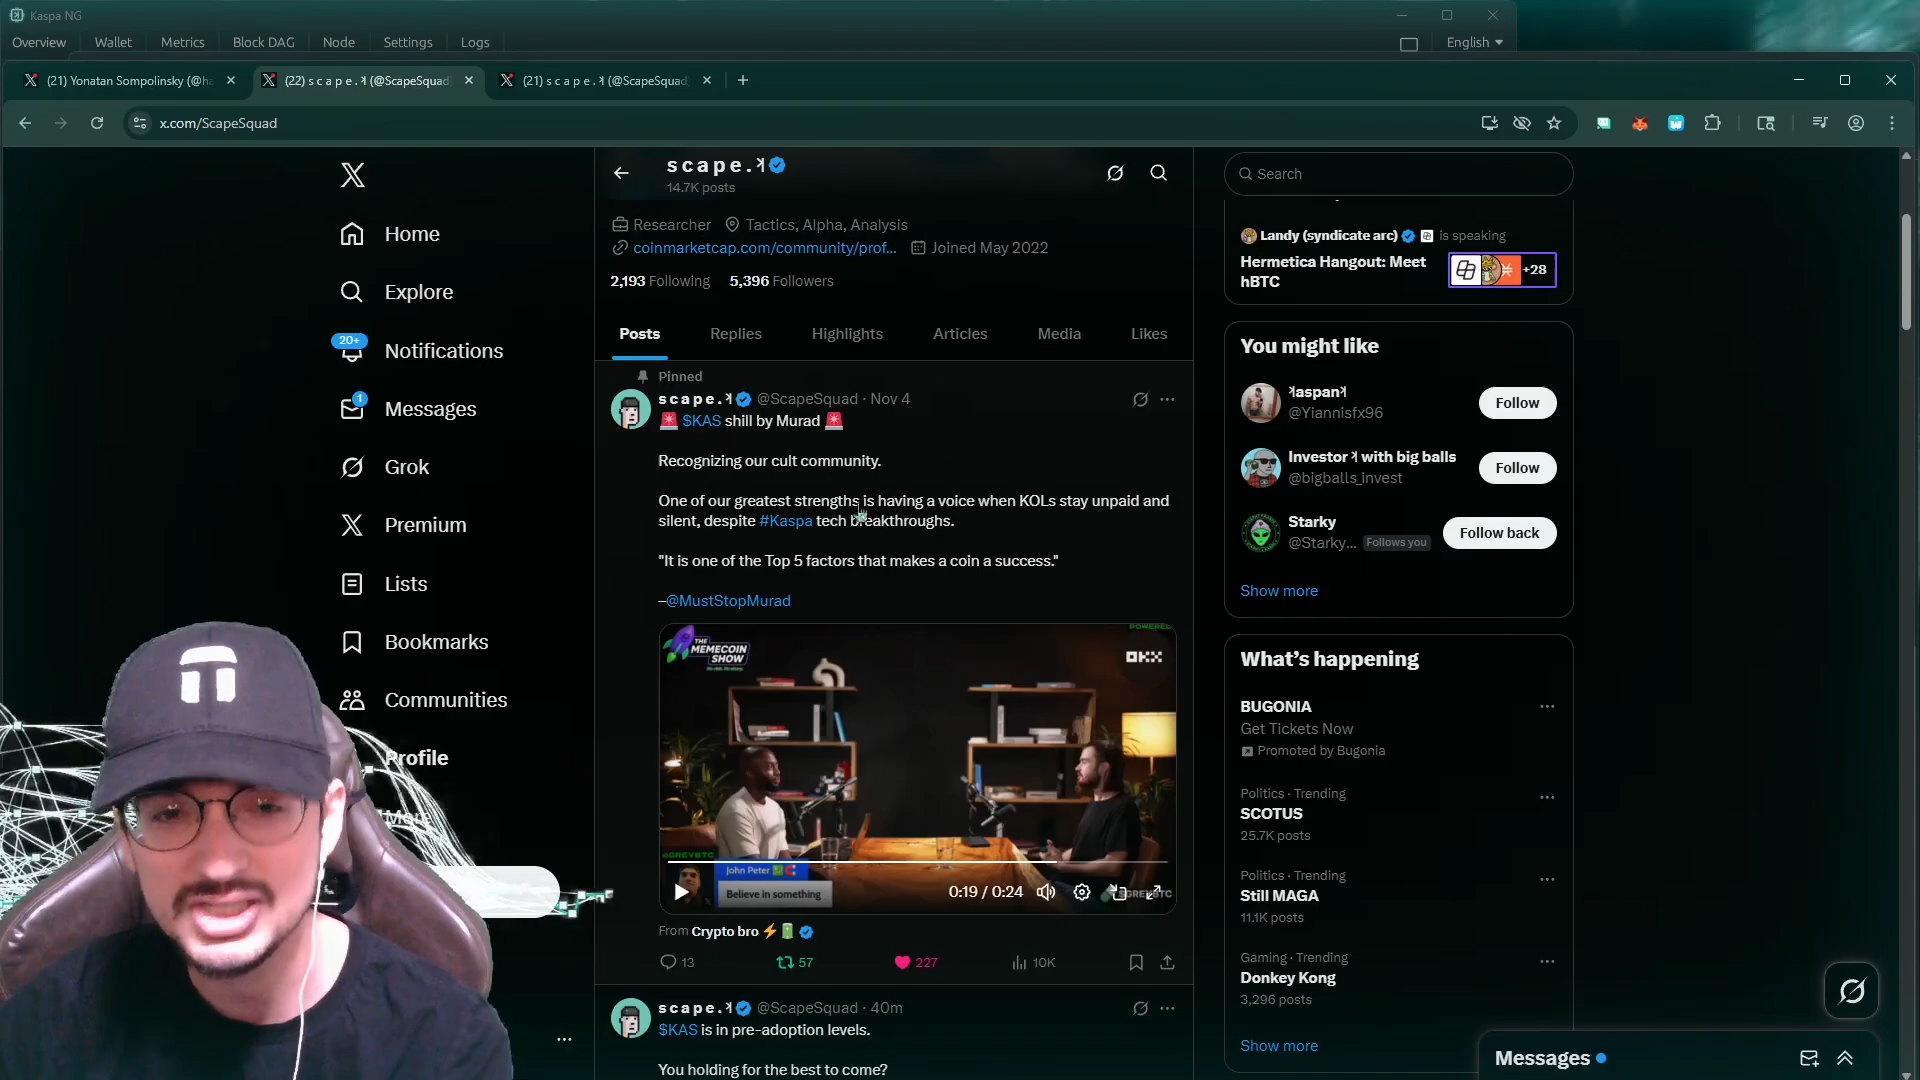 Kaspa NG
Overview Wallet Metrics Block DAG Node Settings Logs English
(21) Yonatan Sompolinsky (@ha
(22) s c a p e . ʞ (@ScapeSquad
(21) s c a p e . ʞ (@ScapeSquad
x.com/ScapeSquad
Home
Explore
20+
Notifications
1
Messages
Grok
Premium
Lists
Bookmarks
Communities
Profile
More
s c a p e . ʞ
14.7K posts
Researcher Tactics, Alpha, Analysis
coinmarketcap.com/community/prof... Joined May 2022
2,193 Following 5,396 Followers
Posts Replies Highlights Articles Media Likes
Pinned
s c a p e . ʞ @ScapeSquad · Nov 4
🚨 $KAS shill by Murad 🚨
Recognizing our cult community.
One of our greatest strengths is having a voice when KOLs stay unpaid and
silent, despite #Kaspa tech breakthroughs.
"It is one of the Top 5 factors that makes a coin a success."
–@MustStopMurad
POWERED
THE
MEMECOIN
SHOW
OKX
@GREYBTC
John Peter
Believe in something
0:19 / 0:24
@GREYBTC
From Crypto bro ⚡🔋
13 57 227 10K
s c a p e . ʞ @ScapeSquad · 40m
$KAS is in pre-adoption levels.
You holding for the best to come?
Search
Landy (syndicate arc) is speaking
Hermetica Hangout: Meet
hBTC
+28
You might like
ʞaspanʞ
@Yiannisfx96
Follow
Investor ʞ with big balls
@bigballs_invest
Follow
Starky
@Starky... Follows you
Follow back
Show more
What's happening
BUGONIA
Get Tickets Now
Promoted by Bugonia
Politics · Trending
SCOTUS
25.7K posts
Politics · Trending
Still MAGA
11.1K posts
Gaming · Trending
Donkey Kong
3,296 posts
Show more
Messages